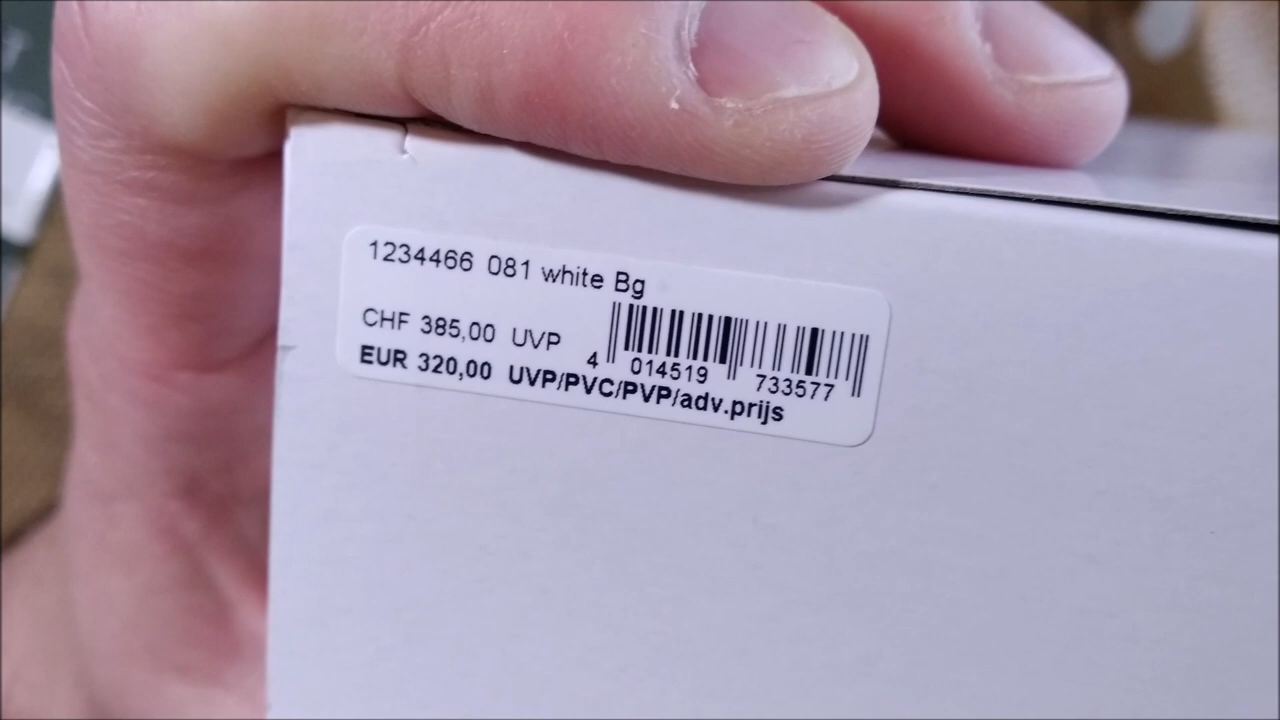 1234466 081 white Bg
CHF 385,00 UVP
EUR 320,00 UVP/PVC/PVP/adv.prijs
4 014519 733577